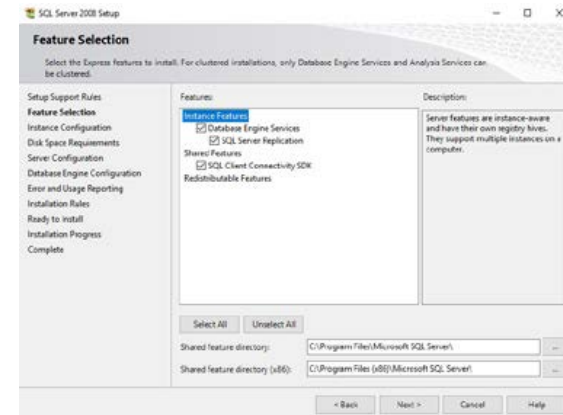 SQL Server 2008 Setup
Feature Selection
Select the Express features to install. For clustered installations, only Database Engine Services and Analysis Services can
be clustered.
Setup Support Rules
Feature Selection
Instance Configuration
Disk Space Requirements
Server Configuration
Database Engine Configuration
Error and Usage Reporting
Installation Rules
Ready to Install
Installation Progress
Complete
Features:
Instance Features
Database Engine Services
SQL Server Replication
Shared Features
SQL Client Connectivity SDK
Redistributable Features
Description:
Server features are instance-aware
and have their own registry hives.
They support multiple instances on a
computer.
Select All
Unselect All
Shared feature directory:
C:\Program Files\Microsoft SQL Server\
...
Shared feature directory (x86):
C:\Program Files (x86)\Microsoft SQL Server\
...
< Back
Next >
Cancel
Help